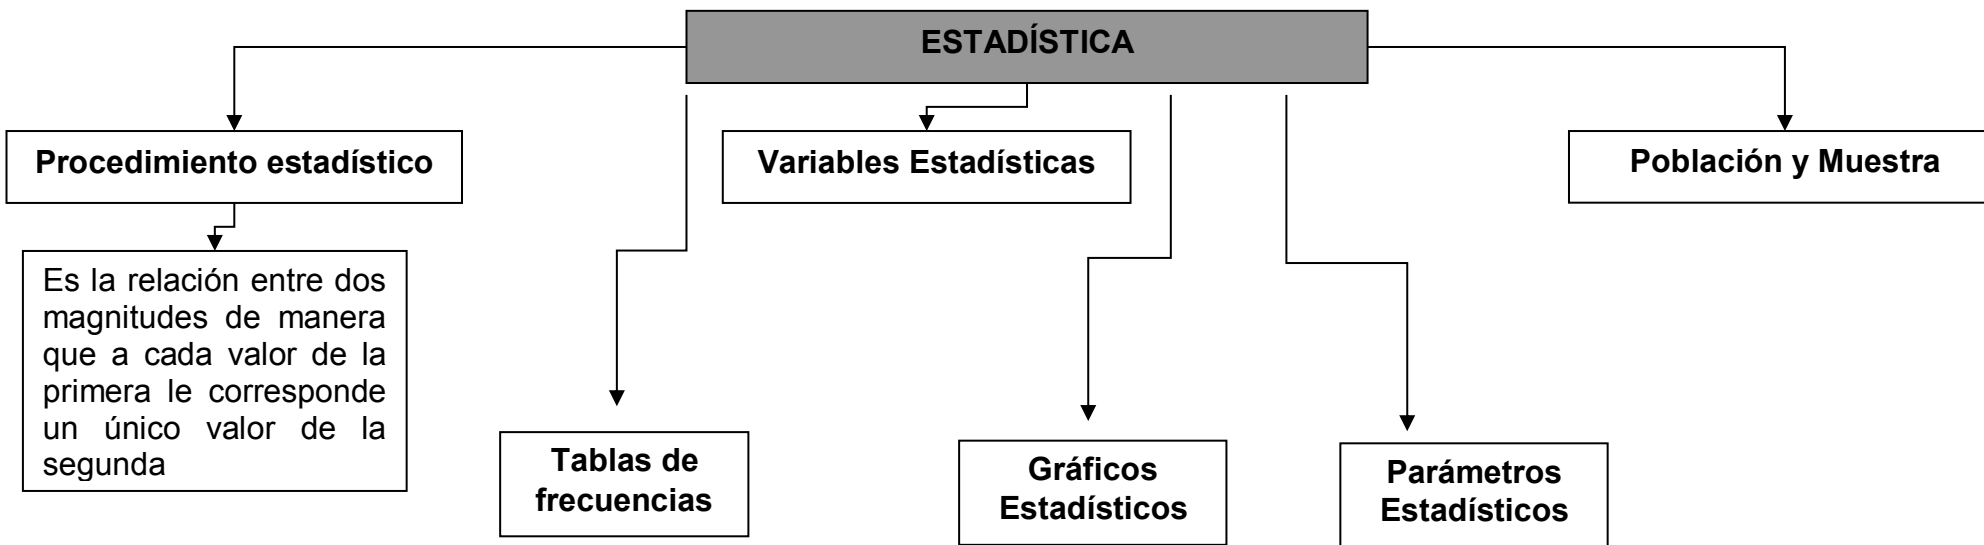 ESTADÍSTICA
Procedimiento estadístico
Variables Estadísticas
Población y Muestra
Es la relación entre dos
magnitudes de manera
que a cada valor de la
primera le corresponde
un único valor de la
segunda
Tablas de
frecuencias
Gráficos
Estadísticos
Parámetros
Estadísticos